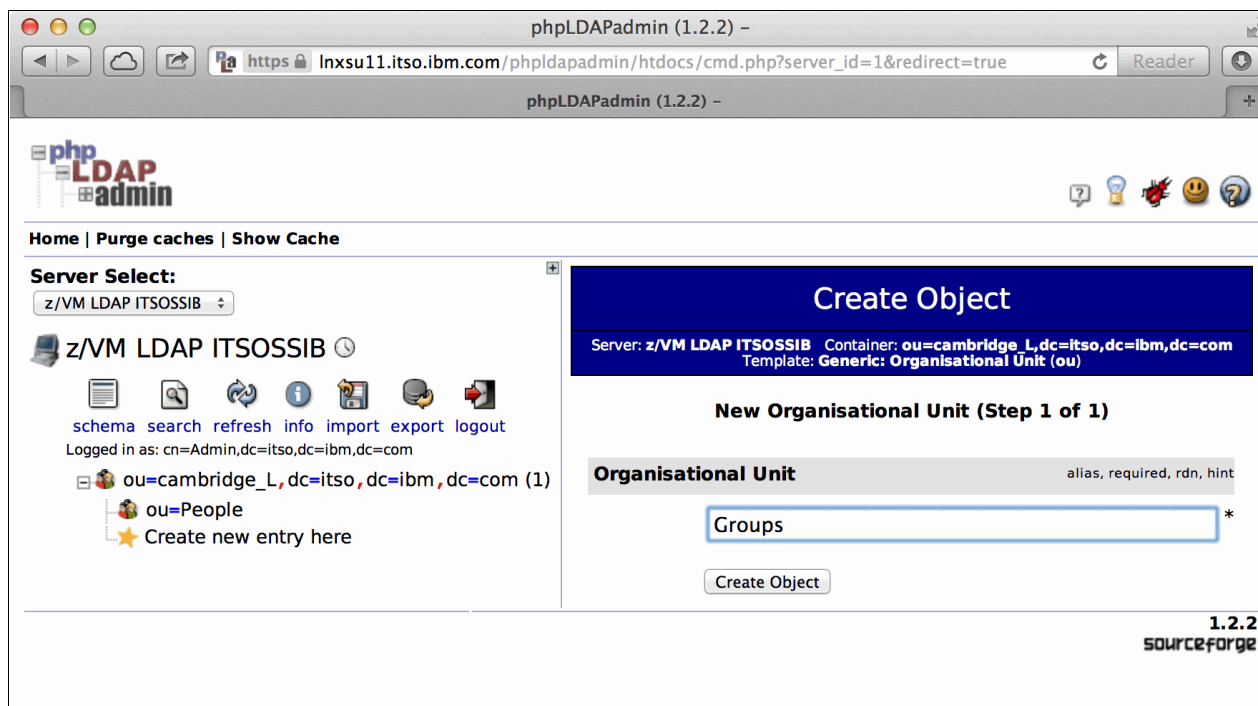 phpLDAPadmin (1.2.2) –
https lnxsu11.itso.ibm.com/phpldapadmin/htdocs/cmd.php?server_id=1&redirect=true
Reader
phpLDAPadmin (1.2.2) –
php
LDAP
admin
Home | Purge caches | Show Cache
Server Select:
z/VM LDAP ITSOSSIB
z/VM LDAP ITSOSSIB
schema search refresh info import export logout
Logged in as: cn=Admin,dc=itso,dc=ibm,dc=com
ou=cambridge_L,dc=itso,dc=ibm,dc=com (1)
ou=People
Create new entry here
Create Object
Server: z/VM LDAP ITSOSSIB Container: ou=cambridge_L,dc=itso,dc=ibm,dc=com
Template: Generic: Organisational Unit (ou)
New Organisational Unit (Step 1 of 1)
Organisational Unit alias, required, rdn, hint
Groups *
Create Object
1.2.2
sourceforge